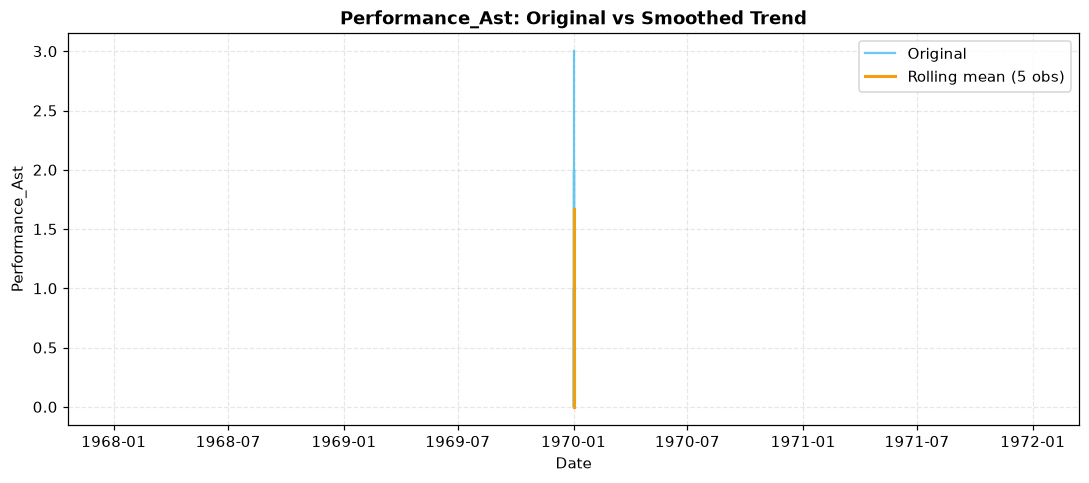 Performance_Ast: Original vs Smoothed Trend
Original
Rolling mean (5 obs)
Performance_Ast
3.0
2.5
2.0
1.5
1.0
0.5
0.0
1968-01 1968-07 1969-01 1969-07 1970-01 1970-07 1971-01 1971-07 1972-01
Date